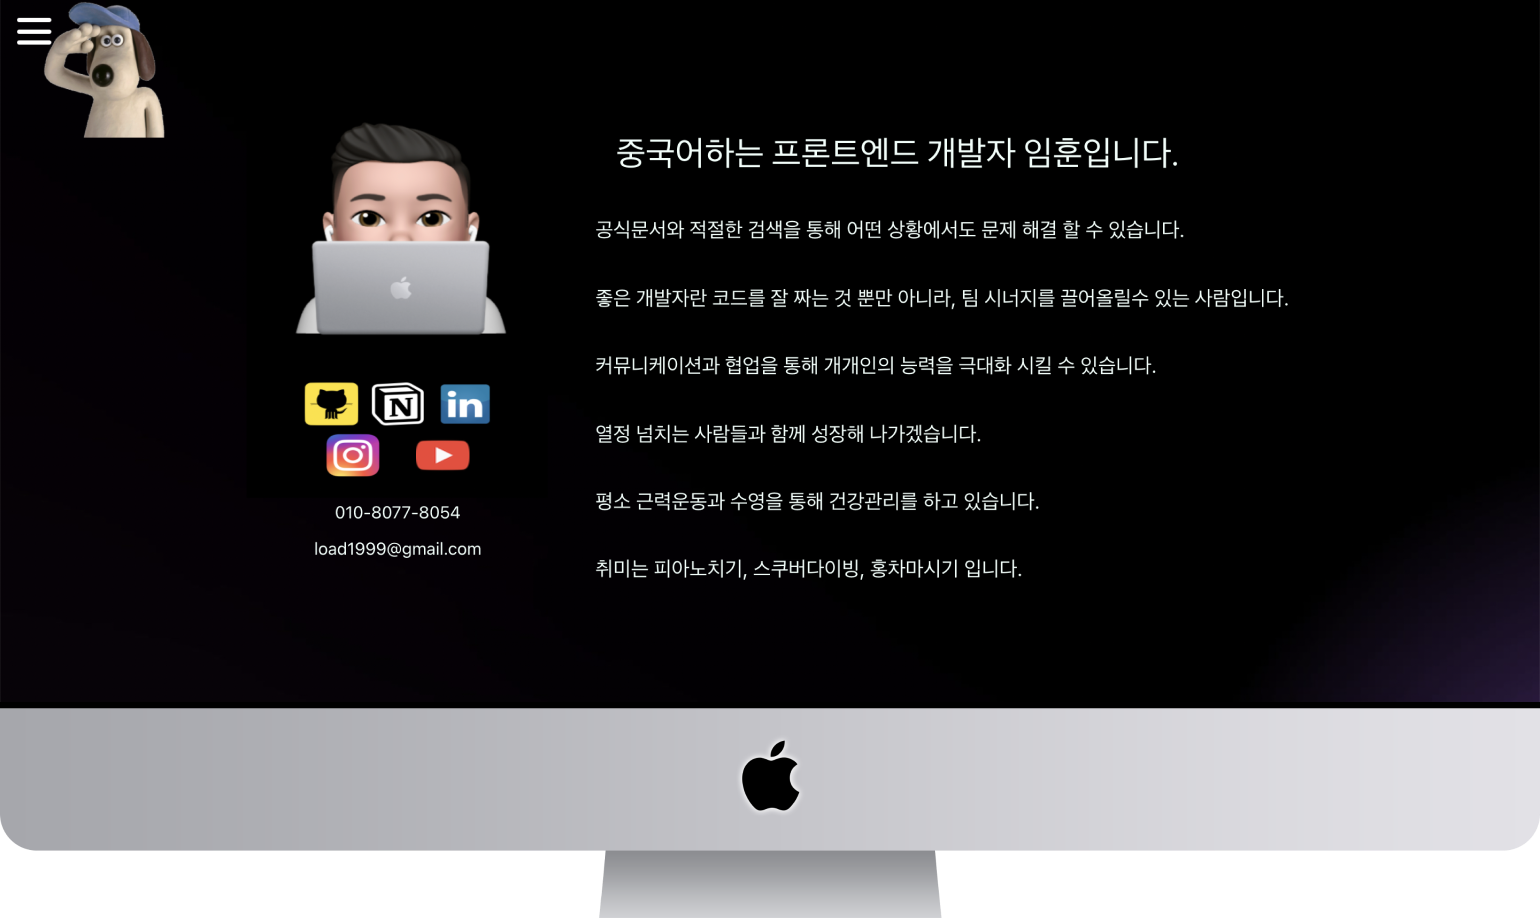 중국어하는 프론트엔드 개발자 임훈입니다.
공식문서와 적절한 검색을 통해 어떤 상황에서도 문제 해결 할 수 있습니다.
좋은 개발자란 코드를 잘 짜는 것 뿐만 아니라, 팀 시너지를 끌어올릴수 있는 사람입니다.
커뮤니케이션과 협업을 통해 개개인의 능력을 극대화 시킬 수 있습니다.
열정 넘치는 사람들과 함께 성장해 나가겠습니다.
평소 근력운동과 수영을 통해 건강관리를 하고 있습니다.
취미는 피아노치기, 스쿠버다이빙, 홍차마시기 입니다.
N
in
010-8077-8054
load1999@gmail.com